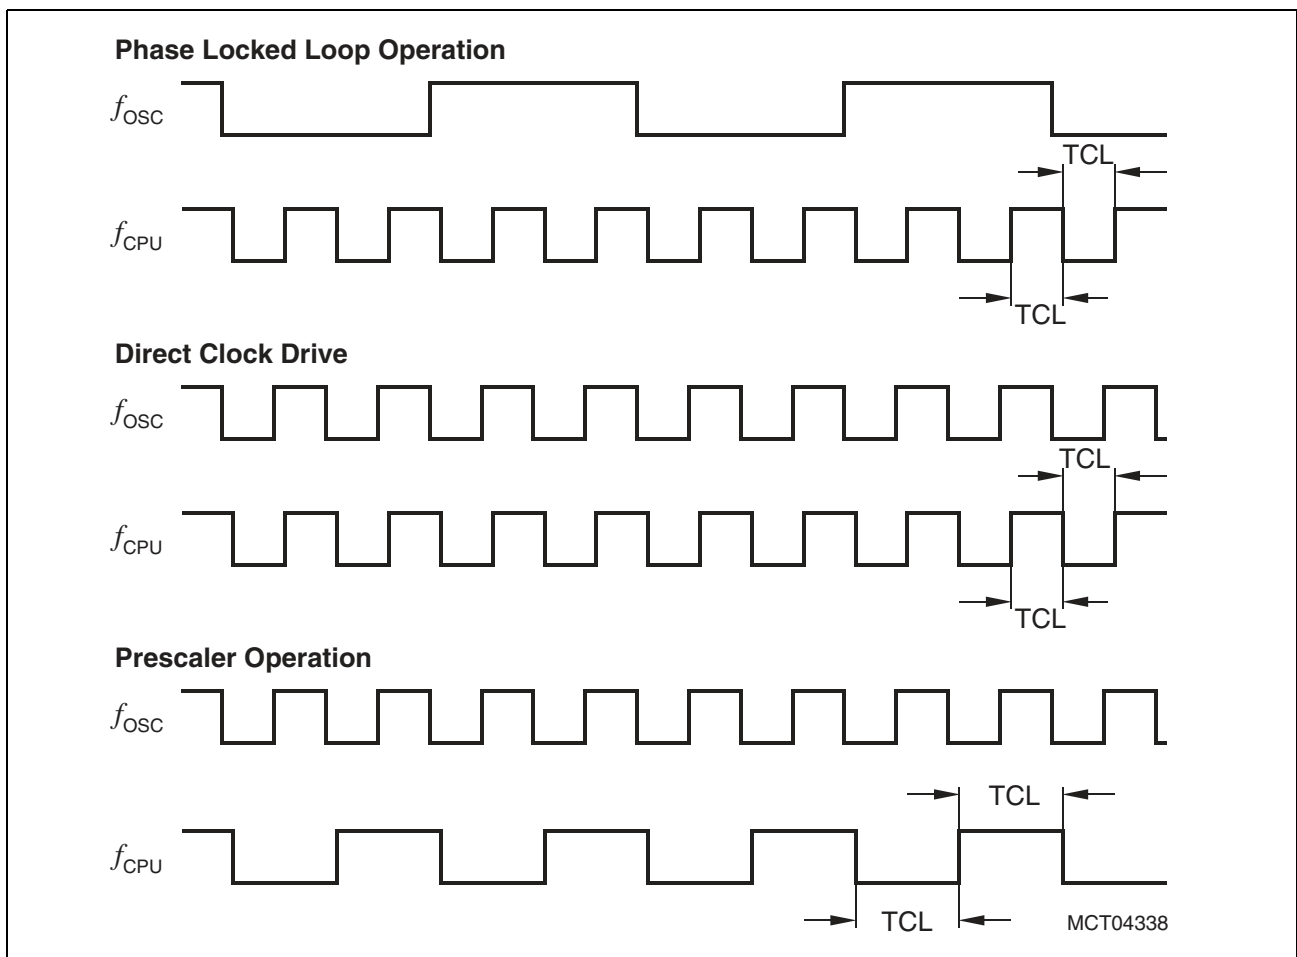 Phase Locked Loop Operation
fOSC
TCL
fCPU
TCL
Direct Clock Drive
fOSC
TCL
fCPU
TCL
Prescaler Operation
fOSC
TCL
fCPU
TCL
MCT04338